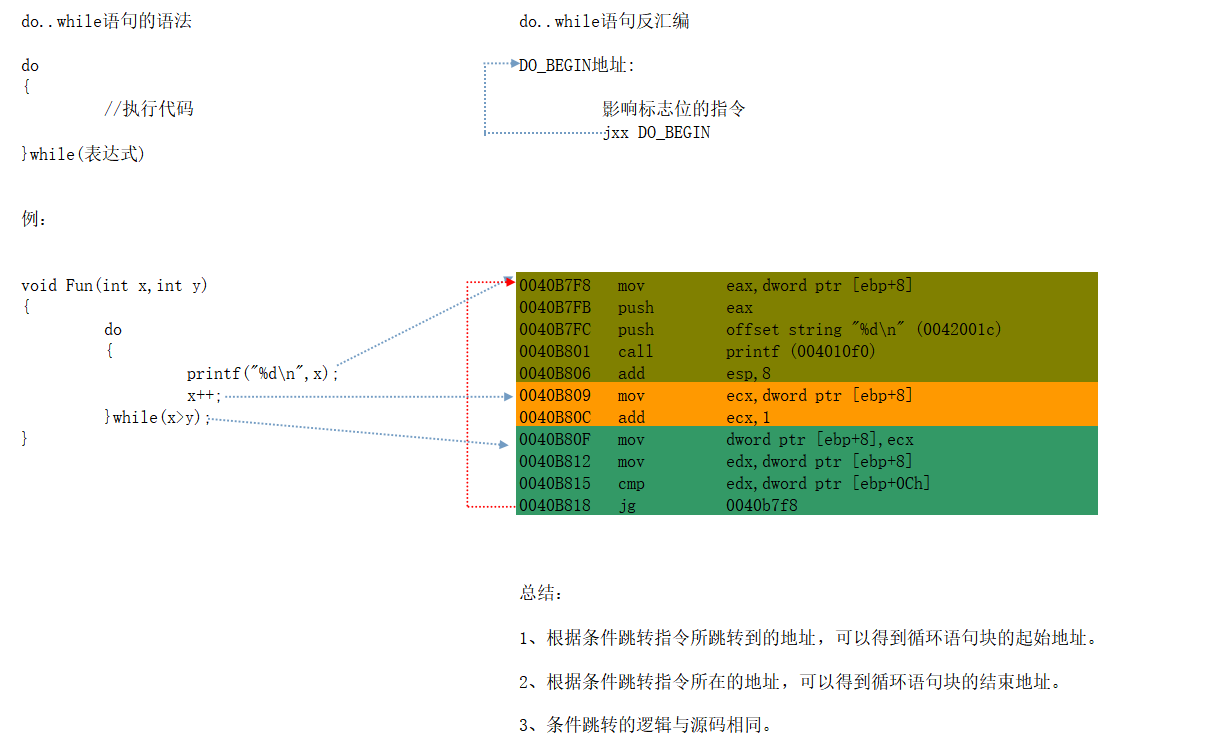 do..while语句的语法
do..while语句反汇编
do
{
//执行代码
}while(表达式)
DO_BEGIN地址:
影响标志位的指令
jxx DO_BEGIN
例:
void Fun(int x,int y)
{
do
{
printf("%d\n",x);
x++;
}while(x>y);
}
0040B7F8 mov eax,dword ptr [ebp+8]
0040B7FB push eax
0040B7FC push offset string "%d\n" (0042001c)
0040B801 call printf (004010f0)
0040B806 add esp,8
0040B809 mov ecx,dword ptr [ebp+8]
0040B80C add ecx,1
0040B80F mov dword ptr [ebp+8],ecx
0040B812 mov edx,dword ptr [ebp+8]
0040B815 cmp edx,dword ptr [ebp+0Ch]
0040B818 jg 0040b7f8
总结:
1、根据条件跳转指令所跳转到的地址，可以得到循环语句块的起始地址。
2、根据条件跳转指令所在的地址，可以得到循环语句块的结束地址。
3、条件跳转的逻辑与源码相同。